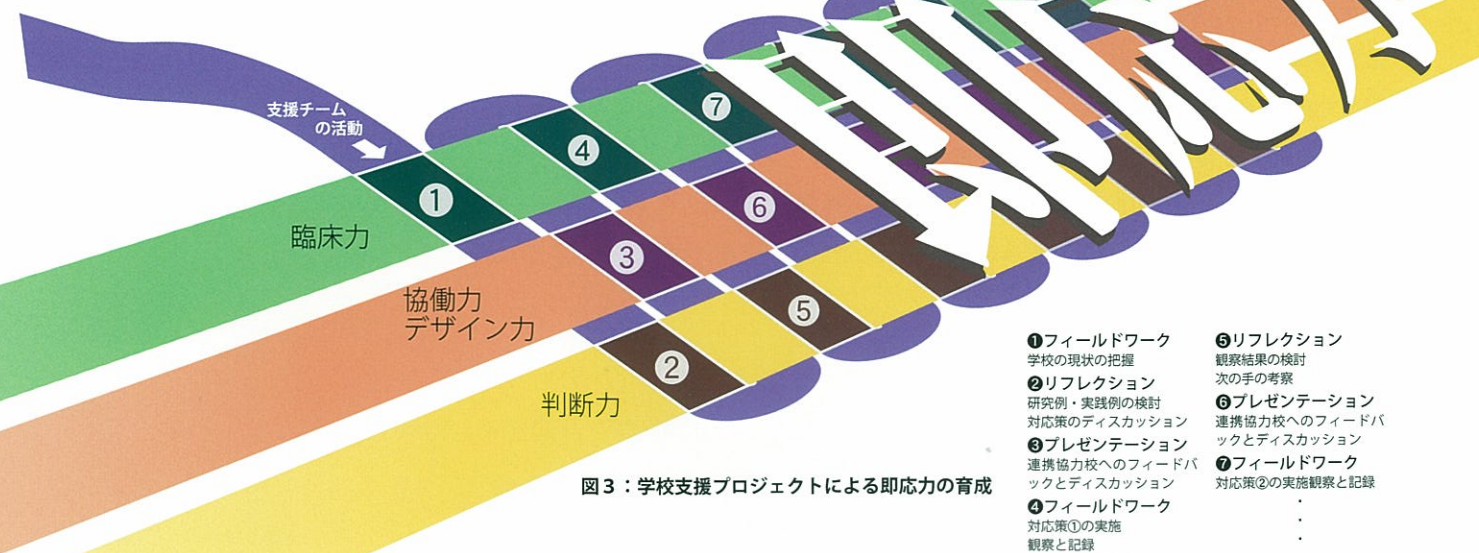 支援チーム
の活動
❶
❹
❼
❸
❻
❷
❺
臨床力
協働力
デザイン力
判断力
即応力
図3：学校支援プロジェクトによる即応力の育成
❶フィールドワーク
学校の現状の把握
❷リフレクション
研究例・実践例の検討
対応策のディスカッション
❸プレゼンテーション
連携協力校へのフィードバ
ックとディスカッション
❹フィールドワーク
対応策①の実施
観察と記録
❺リフレクション
観察結果の検討
次の手の考察
❻プレゼンテーション
連携協力校へのフィードバ
ックとディスカッション
❼フィールドワーク
対応策②の実施観察と記録
・
・
・